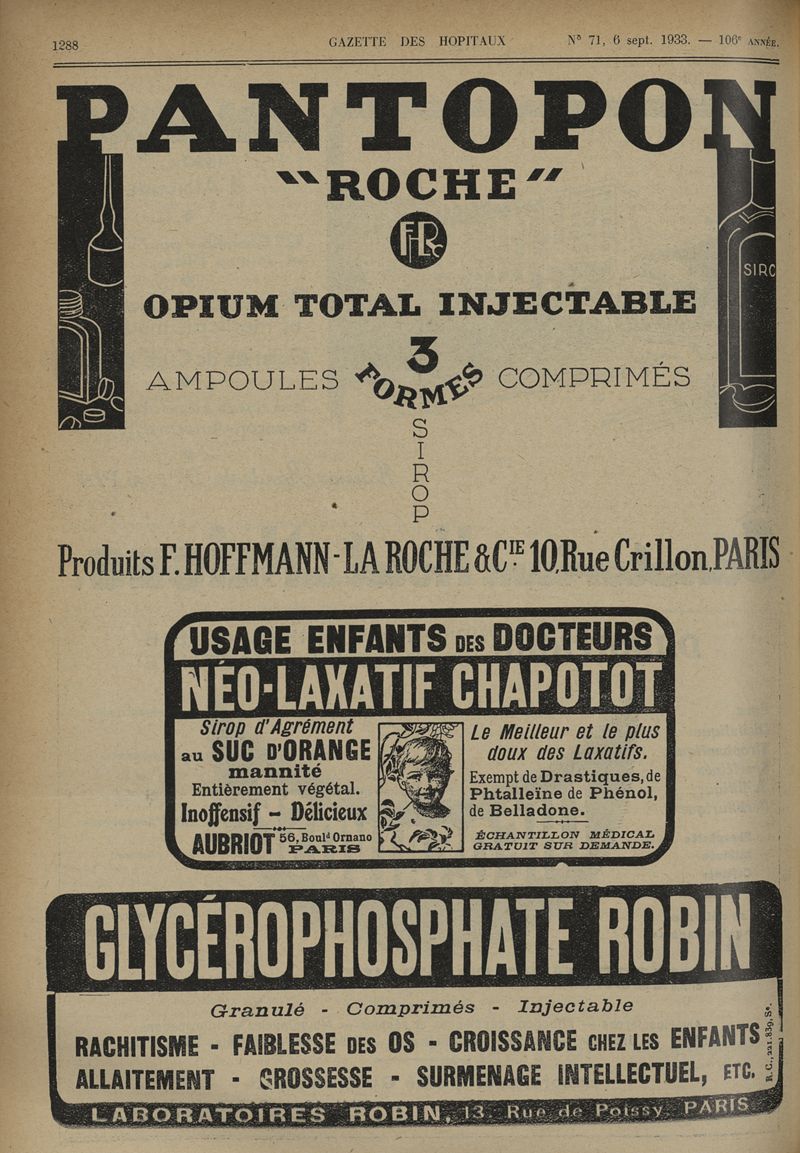 1288 GAZETTE DES HOPITAUX Nº 71, 6 sept. 1933. — 106e ANNÉE.
PANTOPON
"ROCHE"
OPIUM TOTAL INJECTABLE
3
AMPOULES FORMES COMPRIMÉS
SIROP
SIRO
Produits F. HOFFMANN-LA ROCHE & CIE 10, Rue Crillon, PARIS
USAGE ENFANTS DES DOCTEURS
NÉO-LAXATIF CHAPOTOT
Sirop d'Agrément
au SUC D'ORANGE
mannité
Entièrement végétal.
Inoffensif - Délicieux
AUBRIOT 56, Bould Ornano
PARIS
Le Meilleur et le plus
doux des Laxatifs.
Exempt de Drastiques, de
Phtalleïne de Phénol,
de Belladone.
ÉCHANTILLON MÉDICAL
GRATUIT SUR DEMANDE.
GLYCÉROPHOSPHATE ROBIN
Granulé - Comprimés - Injectable
RACHITISME - FAIBLESSE DES OS - CROISSANCE CHEZ LES ENFANTS
ALLAITEMENT - GROSSESSE - SURMENAGE INTELLECTUEL, ETC.
R. C., 221.839, Se.
LABORATOIRES ROBIN, 13, Rue de Poissy, PARIS